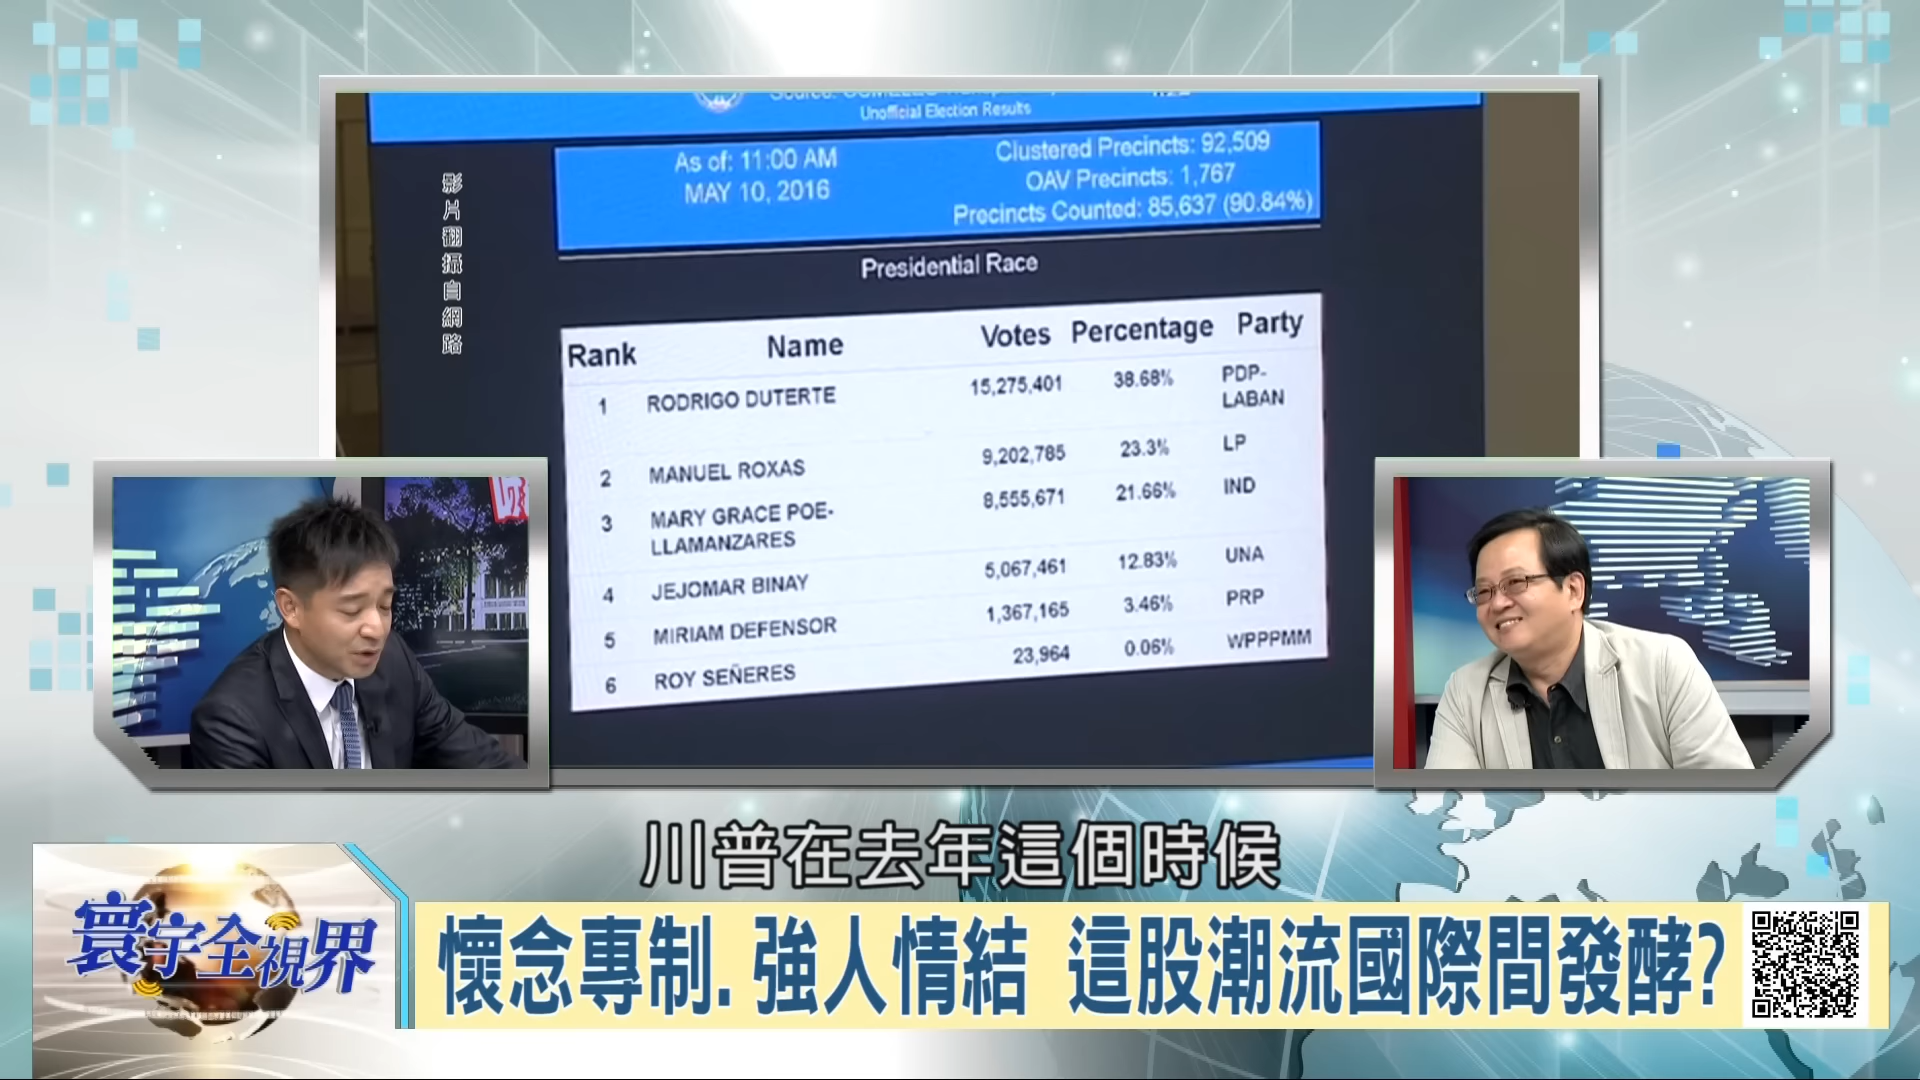 Unofficial Election Results
As of: 11:00 AM
MAY 10, 2016
Clustered Precincts: 92,509
OAV Precincts: 1,767
Precincts Counted: 85,637 (90.84%)
影片翻攝自網路
Presidential Race
Rank Name Votes Percentage Party
1 RODRIGO DUTERTE 15,275,401 38.68% PDP-
LABAN
2 MANUEL ROXAS 9,202,785 23.3% LP
3 MARY GRACE POE- 8,555,671 21.66% IND
LLAMANZARES
4 JEJOMAR BINAY 5,067,461 12.83% UNA
5 MIRIAM DEFENSOR 1,367,165 3.46% PRP
6 ROY SEÑERES 23,964 0.06% WPPPMM
川普在去年這個時候
寰宇全視界
懷念專制.強人情結 這股潮流國際間發酵?